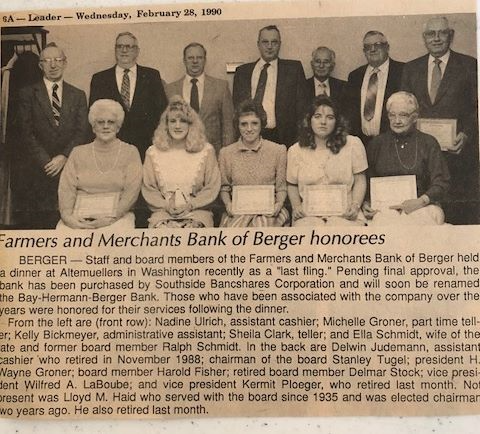 6A — Leader — Wednesday, February 28, 1990
Farmers and Merchants Bank of Berger honorees
BERGER — Staff and board members of the Farmers and Merchants Bank of Berger held
a dinner at Altemuellers in Washington recently as a "last fling." Pending final approval, the
bank has been purchased by Southside Bancshares Corporation and will soon be renamed
the Bay-Hermann-Berger Bank. Those who have been associated with the company over the
years were honored for their services following the dinner.
From the left are (front row): Nadine Ulrich, assistant cashier; Michelle Groner, part time tell-
er; Kelly Bickmeyer, administrative assistant; Sheila Clark, teller; and Ella Schmidt, wife of the
late and former board member Ralph Schmidt. In the back are Delwin Judemann, assistant
cashier who retired in November 1988; chairman of the board Stanley Tugel; president H.
Wayne Groner; board member Harold Fisher; retired board member Delmar Stock; vice presi-
dent Wilfred A. LaBoube; and vice president Kermit Ploeger, who retired last month. Not
present was Lloyd M. Haid who served with the board since 1935 and was elected chairman
two years ago. He also retired last month.